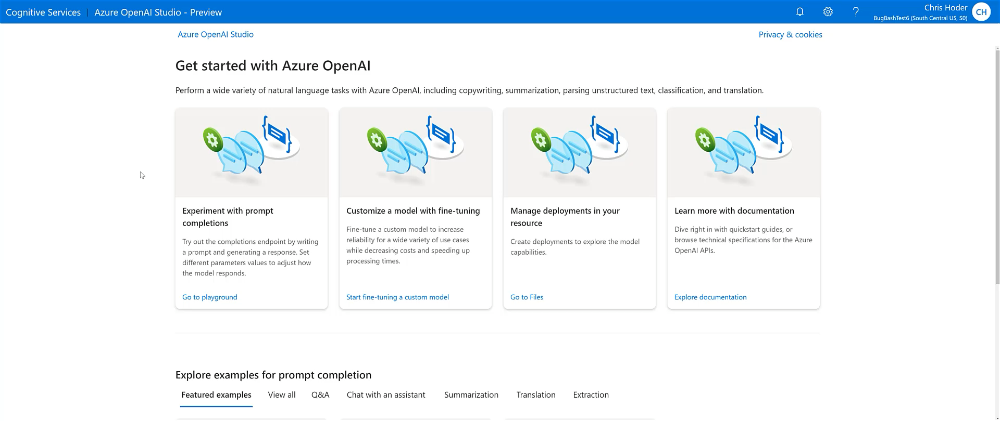 Cognitive Services | Azure OpenAI Studio - Preview
Chris Hoder
BugBashTest6 (South Central US, S0)
CH
Azure OpenAI Studio
Privacy & cookies
Get started with Azure OpenAI
Perform a wide variety of natural language tasks with Azure OpenAI, including copywriting, summarization, parsing unstructured text, classification, and translation.
Experiment with prompt
completions
Try out the completions endpoint by writing
a prompt and generating a response. Set
different parameters values to adjust how
the model responds.
Go to playground
Customize a model with fine-tuning
Fine-tune a custom model to increase
reliability for a wide variety of use cases
while decreasing costs and speeding up
processing times.
Start fine-tuning a custom model
Manage deployments in your
resource
Create deployments to explore the model
capabilities.
Go to Files
Learn more with documentation
Dive right in with quickstart guides, or
browse technical specifications for the Azure
OpenAI APIs.
Explore documentation
Explore examples for prompt completion
Featured examples View all Q&A Chat with an assistant Summarization Translation Extraction